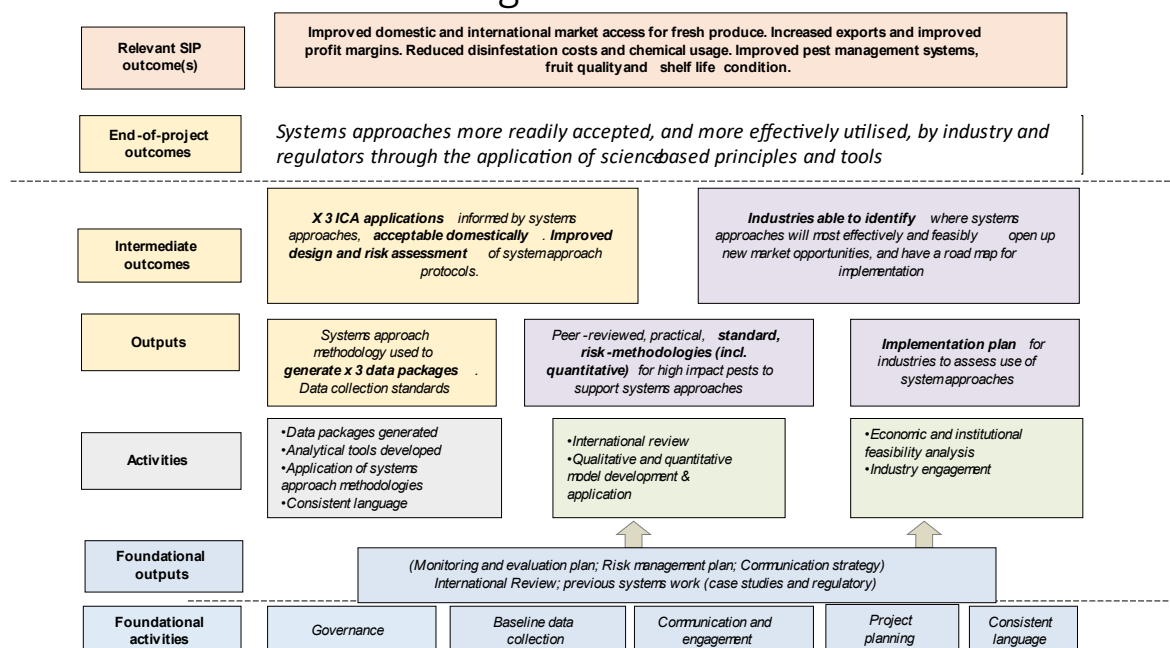 Relevant SIP
outcome(s)
Improved domestic and international market access for fresh produce. Increased exports and improved
profit margins. Reduced disinfestation costs and chemical usage. Improved pest management systems,
fruit quality and shelf life condition.
End-of-project
outcomes
Systems approaches more readily accepted, and more effectively utilised, by industry and
regulators through the application of science-based principles and tools
Intermediate
outcomes
X 3 ICA applications informed by systems
approaches, acceptable domestically . Improved
design and risk assessment of system approach
protocols.
Industries able to identify where systems
approaches will most effectively and feasibly open up
new market opportunities, and have a road map for
implementation
Outputs
Systems approach
methodology used to
generate x 3 data packages .
Data collection standards
Peer-reviewed, practical, standard,
risk-methodologies (incl.
quantitative) for high impact pests to
support systems approaches
Implementation plan for
industries to assess use of
system approaches
Activities
•Data packages generated
•Analytical tools developed
•Application of systems
approach methodologies
•Consistent language
•International review
•Qualitative and quantitative
model development &
application
•Economic and institutional
feasibility analysis
•Industry engagement
Foundational
outputs
(Monitoring and evaluation plan; Risk management plan; Communication strategy)
International Review; previous systems work (case studies and regulatory)
Foundational
activities
Governance
Baseline data
collection
Communication and
engagement
Project
planning
Consistent
language